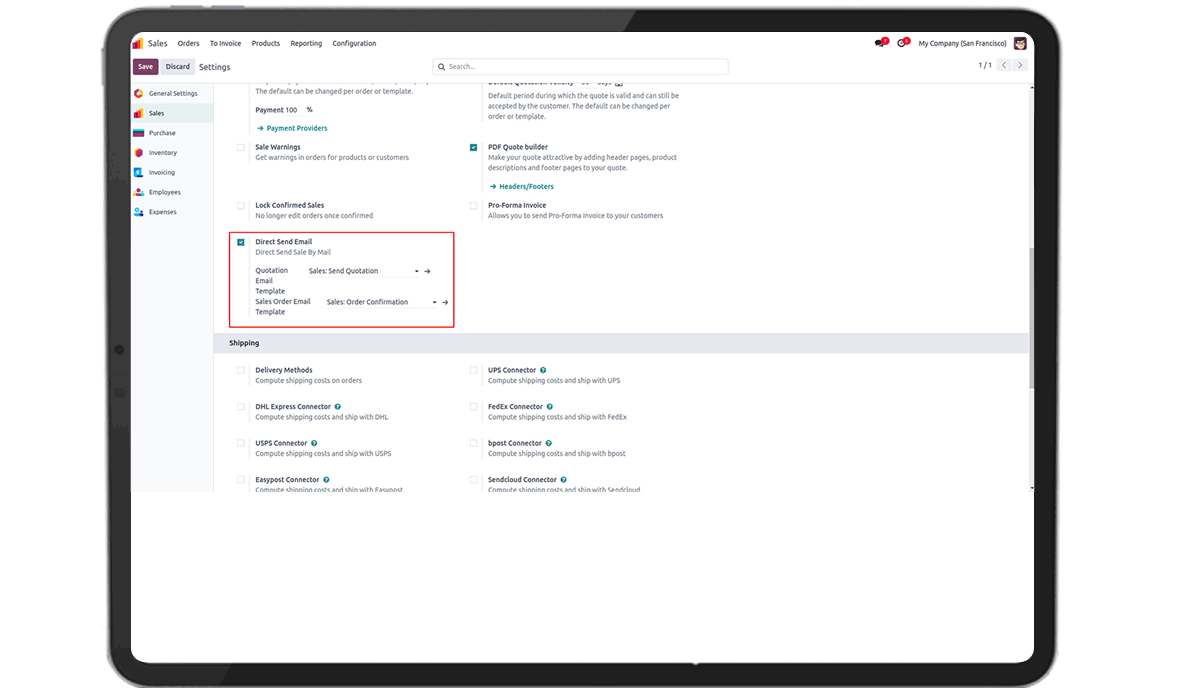 Sales Orders To Invoice Products Reporting Configuration
7 5 My Company (San Francisco)
Save Discard Settings
Search...
1 / 1
General Settings
Sales
Purchase
Inventory
Invoicing
Employees
Expenses
The default can be changed per order or template.
Payment 100 %
Payment Providers
Default Quotation Validity days
Default period during which the quote is valid and can still be
accepted by the customer. The default can be changed per
order or template.
Sale Warnings
Get warnings in orders for products or customers
PDF Quote builder
Make your quote attractive by adding header pages, product
descriptions and footer pages to your quote.
Headers/Footers
Lock Confirmed Sales
No longer edit orders once confirmed
Pro-Forma Invoice
Allows you to send Pro-Forma Invoice to your customers
Direct Send Email
Direct Send Sale By Mail
Quotation Sales: Send Quotation
Email
Template
Sales Order Email Sales: Order Confirmation
Template
Shipping
Delivery Methods
Compute shipping costs on orders
UPS Connector
Compute shipping costs and ship with UPS
DHL Express Connector
Compute shipping costs and ship with DHL
FedEx Connector
Compute shipping costs and ship with FedEx
USPS Connector
Compute shipping costs and ship with USPS
bpost Connector
Compute shipping costs and ship with bpost
Easypost Connector
Compute shipping costs and ship with Easypost
Sendcloud Connector
Compute shipping costs and ship with Sendcloud